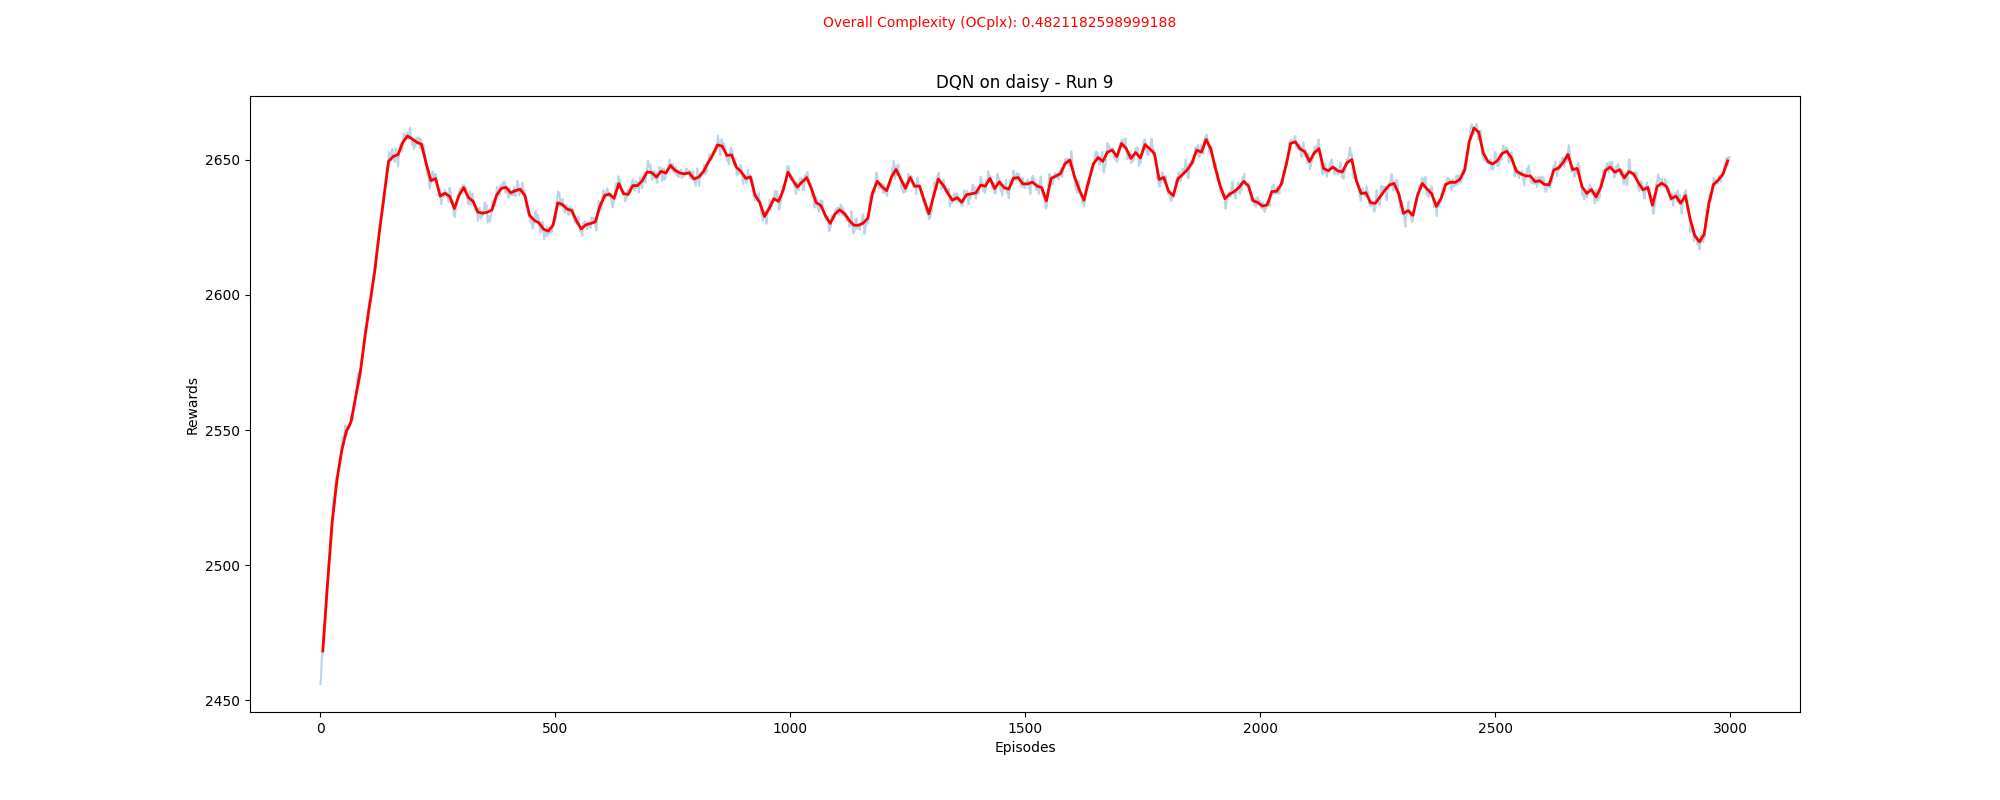 Overall Complexity (OCplx): 0.4821182598999188
DQN on daisy - Run 9
Rewards
2650
2600
2550
2500
2450
0 500 1000 1500 2000 2500 3000
Episodes